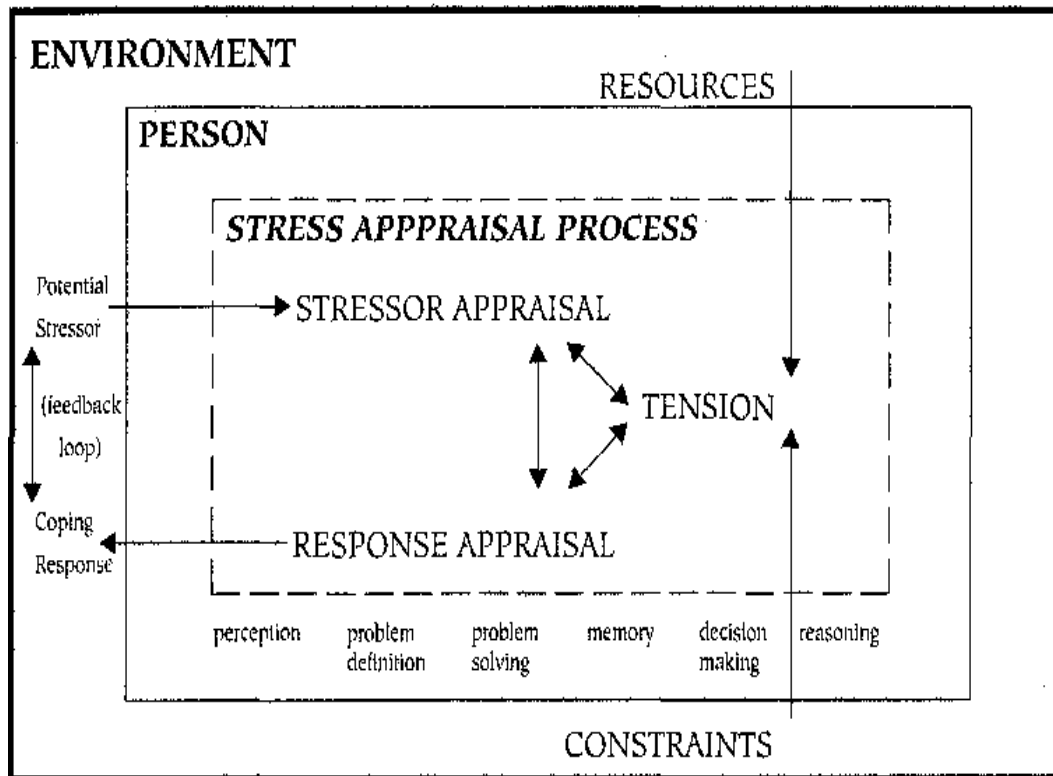 ENVIRONMENT
RESOURCES
PERSON
STRESS APPPRAISAL PROCESS
Potential
Stressor
STRESSOR APPRAISAL
(feedback
loop)
TENSION
Coping
Response
RESPONSE APPRAISAL
perception
problem
definition
problem
solving
memory
decision
making
reasoning
CONSTRAINTS